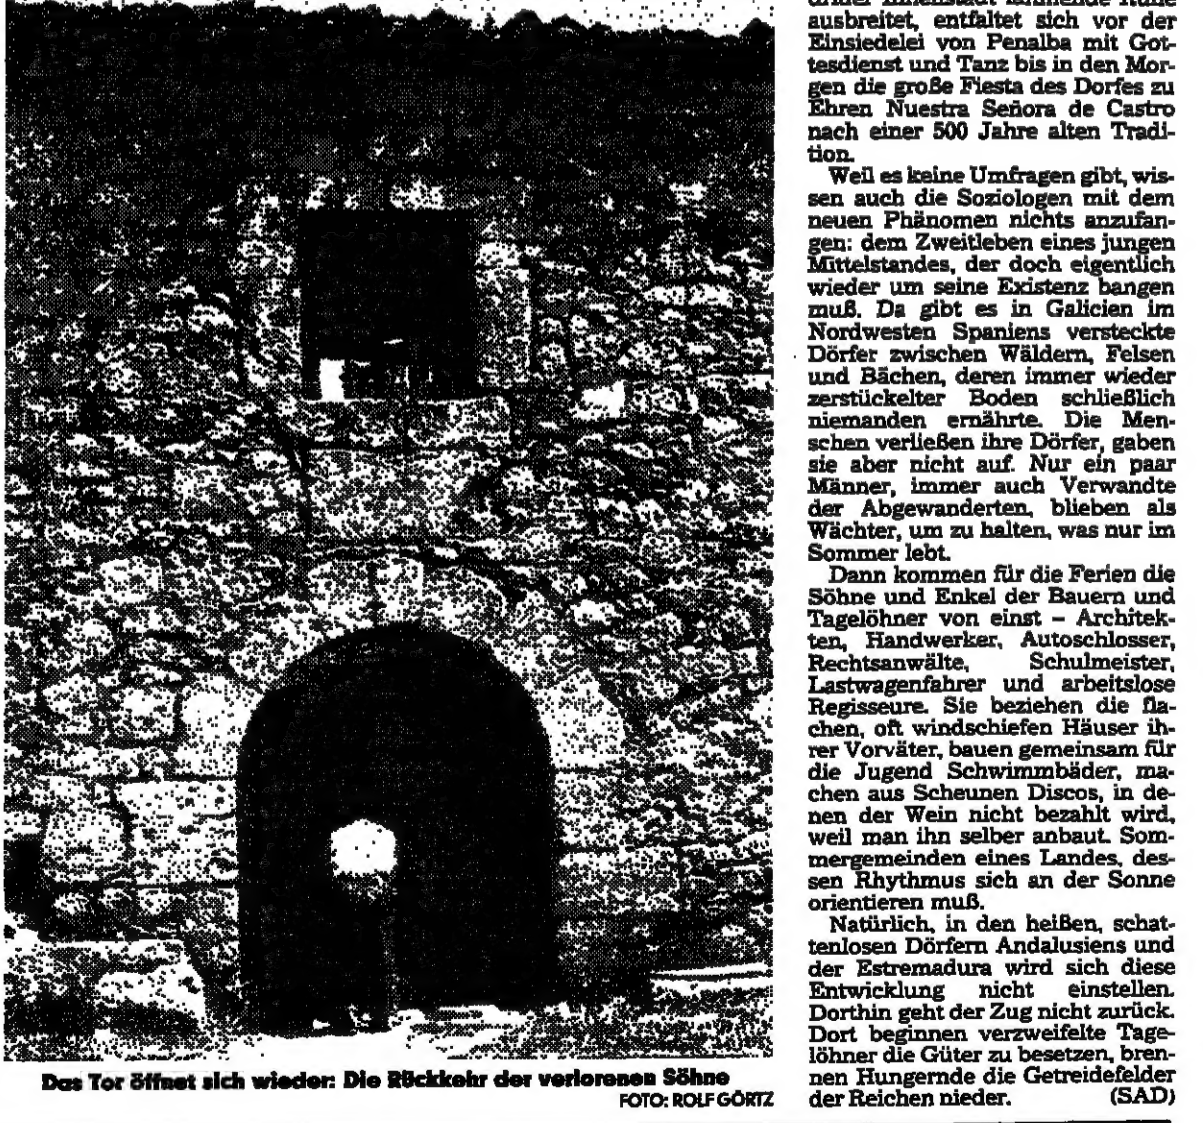 Das Tor öffnet sich wieder: Die Rückkehr der verlorenen Söhne
FOTO: ROLF GÖRTZ
ausbreitet, entfaltet sich vor der
Einsiedelei von Penalba mit Got-
tesdienst und Tanz bis in den Mor-
gen die große Fiesta des Dorfes zu
Ehren Nuestra Señora de Castro
nach einer 500 Jahre alten Tradi-
tion.
Weil es keine Umfragen gibt, wis-
sen auch die Soziologen mit dem
neuen Phänomen nichts anzufan-
gen: dem Zweitleben eines jungen
Mittelstandes, der doch eigentlich
wieder um seine Existenz bangen
muß. Da gibt es in Galicien im
Nordwesten Spaniens versteckte
Dörfer zwischen Wäldern, Felsen
und Bächen, deren immer wieder
zerstückelter Boden schließlich
niemanden ernährte. Die Men-
schen verließen ihre Dörfer, gaben
sie aber nicht auf. Nur ein paar
Männer, immer auch Verwandte
der Abgewanderten, blieben als
Wächter, um zu halten, was nur im
Sommer lebt.
Dann kommen für die Ferien die
Söhne und Enkel der Bauern und
Tagelöhner von einst – Architek-
ten, Handwerker, Autoschlosser,
Rechtsanwälte, Schulmeister,
Lastwagenfahrer und arbeitslose
Regisseure. Sie beziehen die fla-
chen, oft windschiefen Häuser ih-
rer Vorväter, bauen gemeinsam für
die Jugend Schwimmbäder, ma-
chen aus Scheunen Discos, in de-
nen der Wein nicht bezahlt wird,
weil man ihn selber anbaut. Som-
mergemeinden eines Landes, des-
sen Rhythmus sich an der Sonne
orientieren muß.
Natürlich, in den heißen, schat-
tenlosen Dörfern Andalusiens und
der Estremadura wird sich diese
Entwicklung nicht einstellen.
Dorthin geht der Zug nicht zurück.
Dort beginnen verzweifelte Tage-
löhner die Güter zu besetzen, bren-
nen Hungernde die Getreidefelder
der Reichen nieder. (SAD)